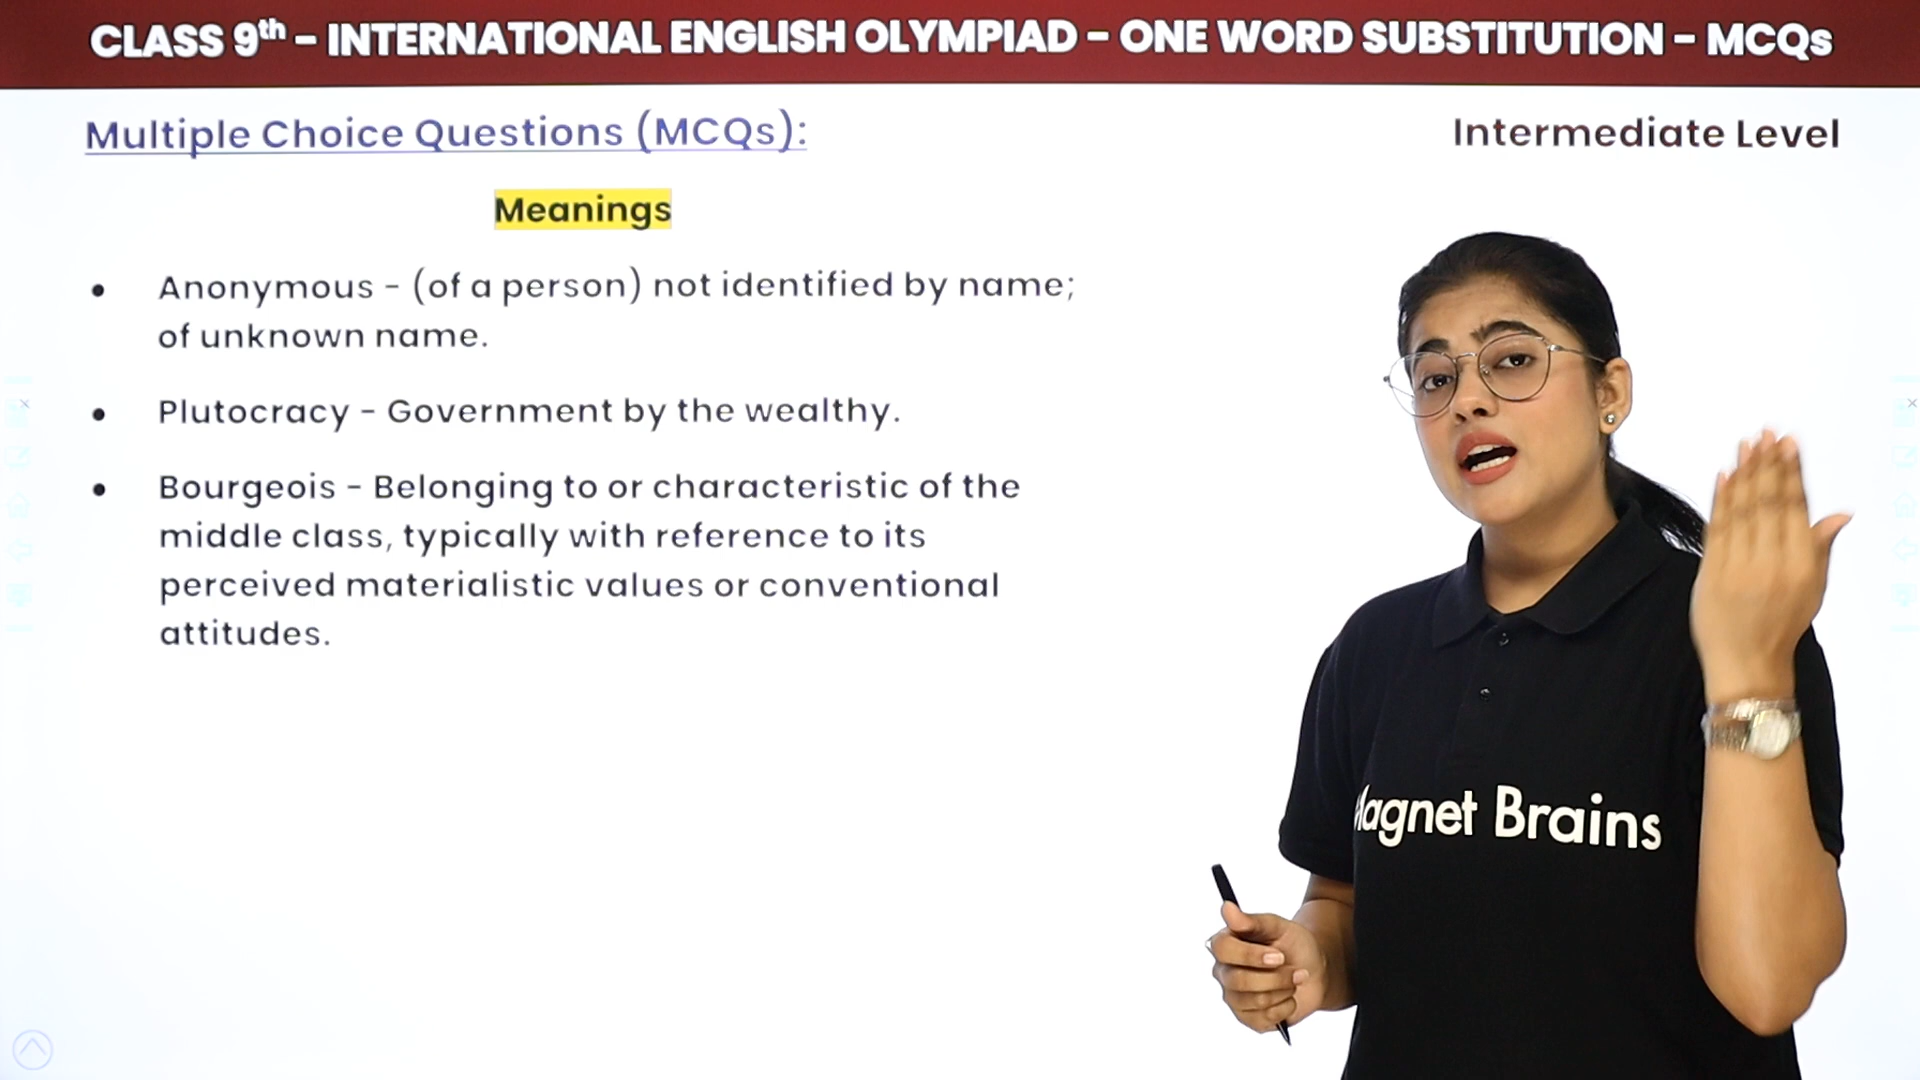 CLASS 9th – INTERNATIONAL ENGLISH OLYMPIAD – ONE WORD SUBSTITUTION – MCQs
Multiple Choice Questions (MCQs):
Intermediate Level
Meanings
• Anonymous - (of a person) not identified by name;
of unknown name.
• Plutocracy - Government by the wealthy.
• Bourgeois - Belonging to or characteristic of the
middle class, typically with reference to its
perceived materialistic values or conventional
attitudes.
Magnet Brains